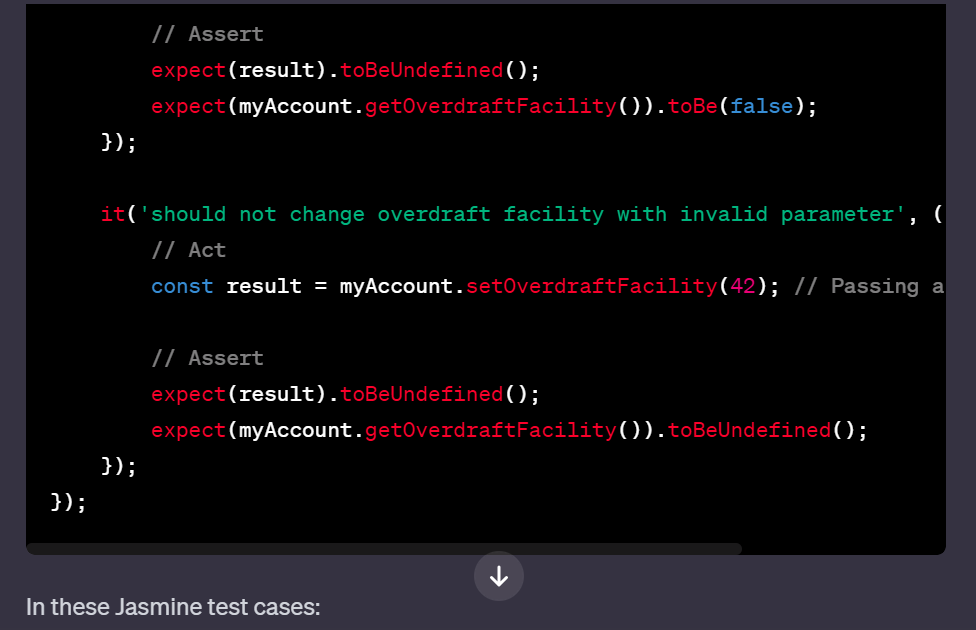 // Assert
expect(result).toBeUndefined();
expect(myAccount.getOverdraftFacility()).toBe(false);
});
it('should not change overdraft facility with invalid parameter', (
// Act
const result = myAccount.setOverdraftFacility(42); // Passing a
// Assert
expect(result).toBeUndefined();
expect(myAccount.getOverdraftFacility()).toBeUndefined();
});
});
In these Jasmine test cases: